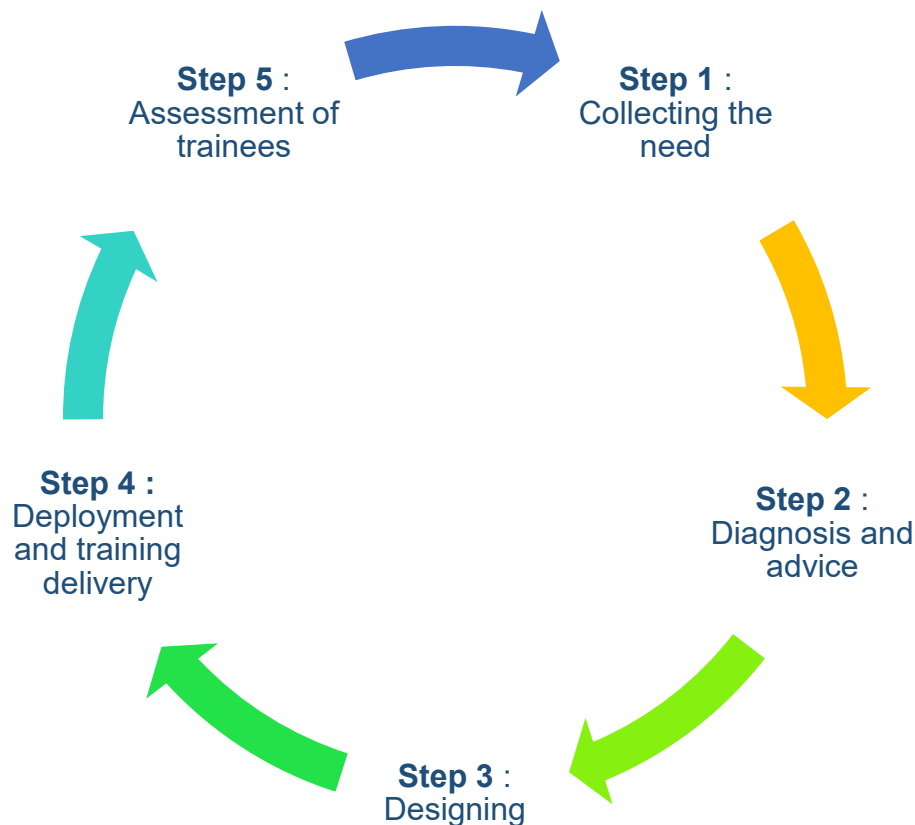 Step 1 :
Collecting the
need
Step 2 :
Diagnosis and
advice
Step 3 :
Designing
Step 4 :
Deployment
and training
delivery
Step 5 :
Assessment of
trainees